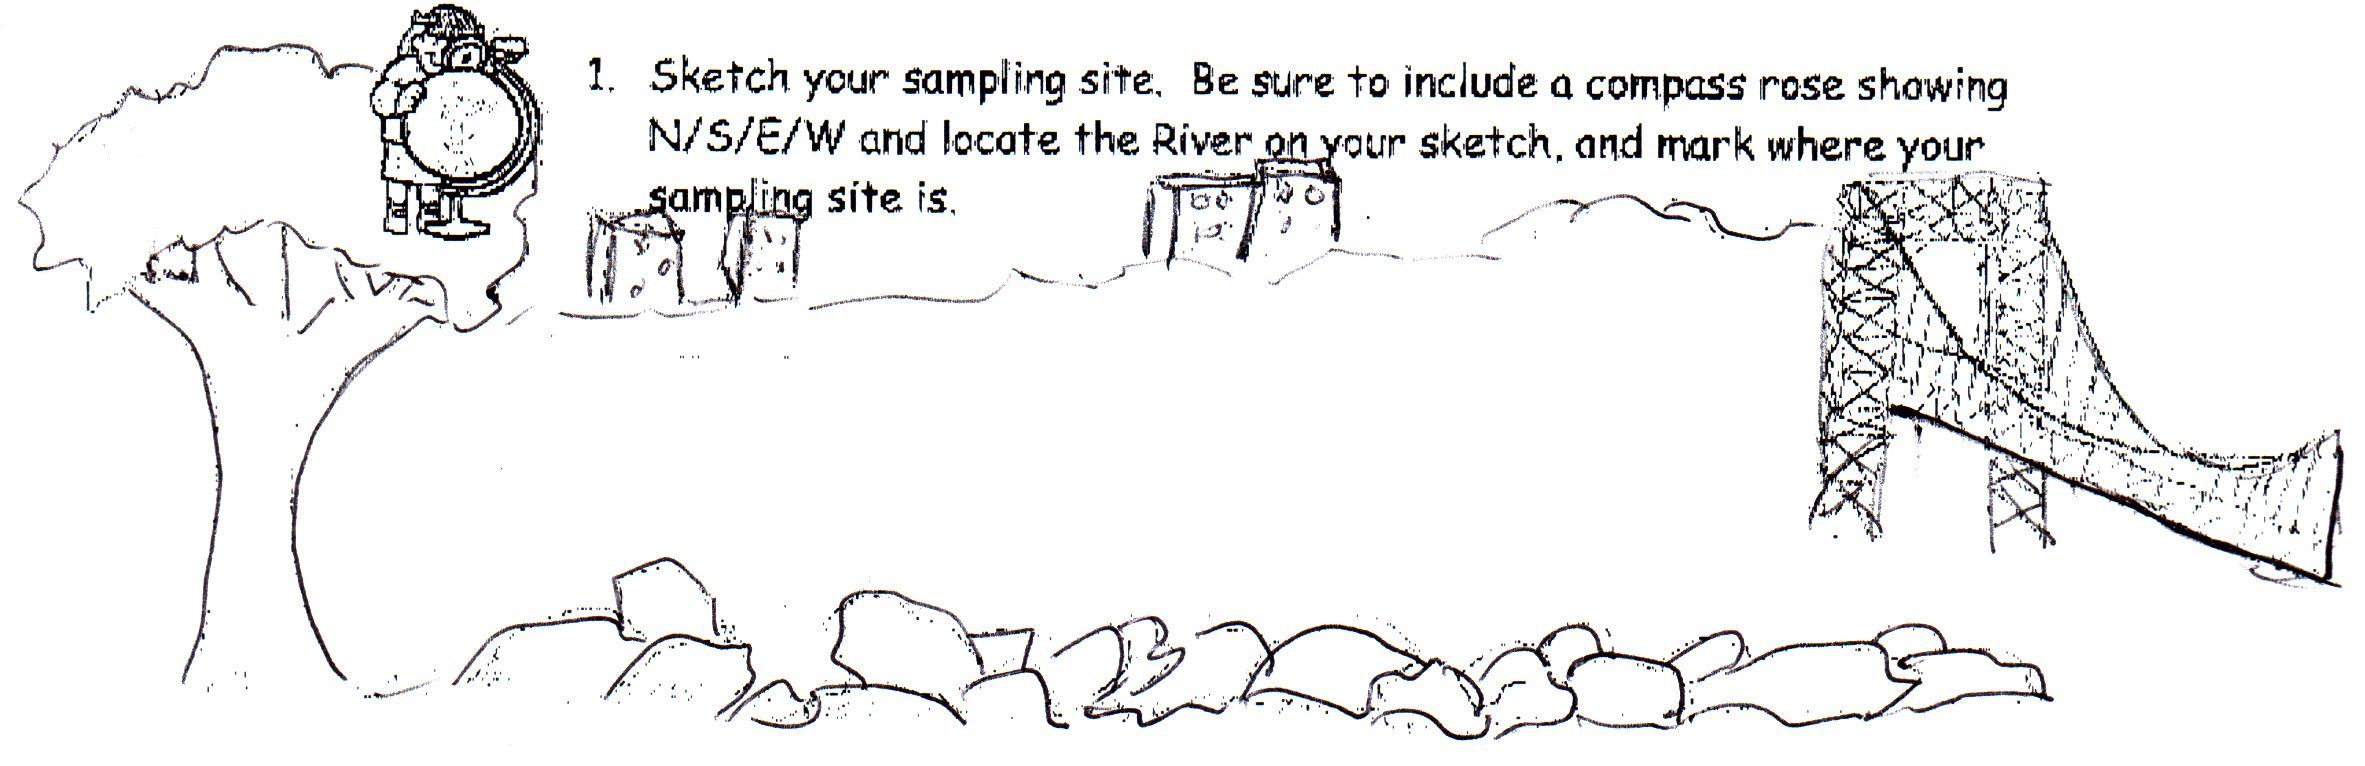 1. Sketch your sampling site. Be sure to include a compass rose showing
N/S/E/W and locate the River on your sketch, and mark where your
sampling site is.